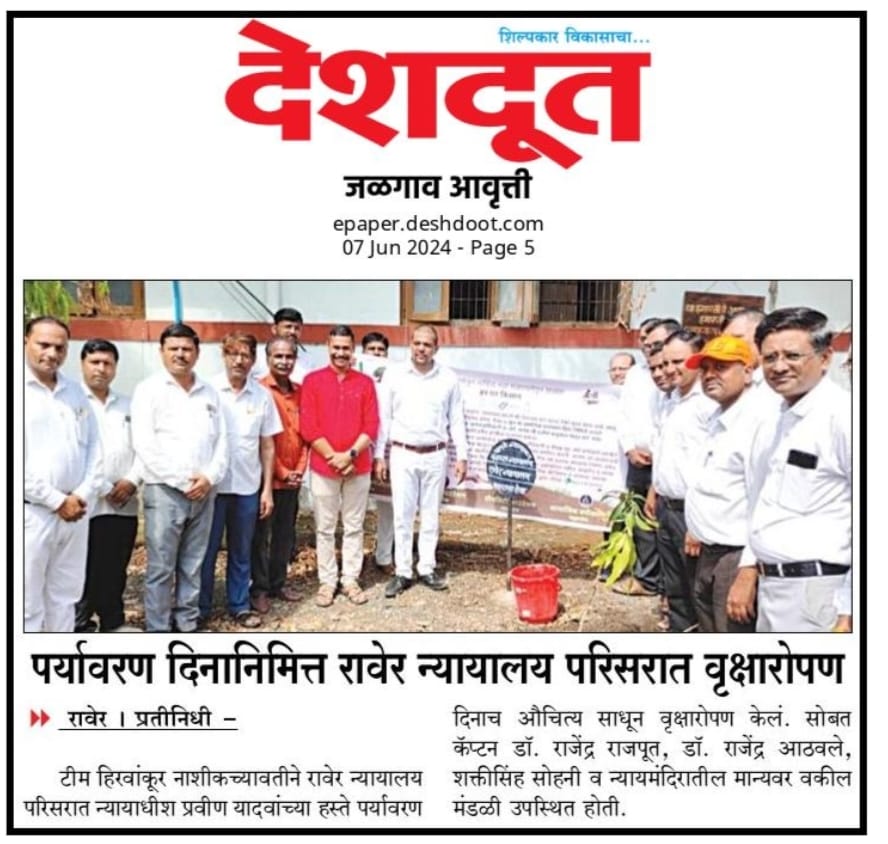 शिल्पकार विकासाचा...
देशदूत
जळगाव आवृत्ती
epaper.deshdoot.com
07 Jun 2024 - Page 5
पर्यावरण दिनानिमित्त रावेर न्यायालय परिसरात वृक्षारोपण
रावेर । प्रतीनिधी –
टीम हिरवांकूर नाशीकच्यावतीने रावेर न्यायालय
परिसरात न्यायाधीश प्रवीण यादवांच्या हस्ते पर्यावरण
दिनाच औचित्य साधून वृक्षारोपण केलं. सोबत
कॅप्टन डॉ. राजेंद्र राजपूत, डॉ. राजेंद्र आठवले,
शक्तीसिंह सोहनी व न्यायमंदिरातील मान्यवर वकील
मंडळी उपस्थित होती.